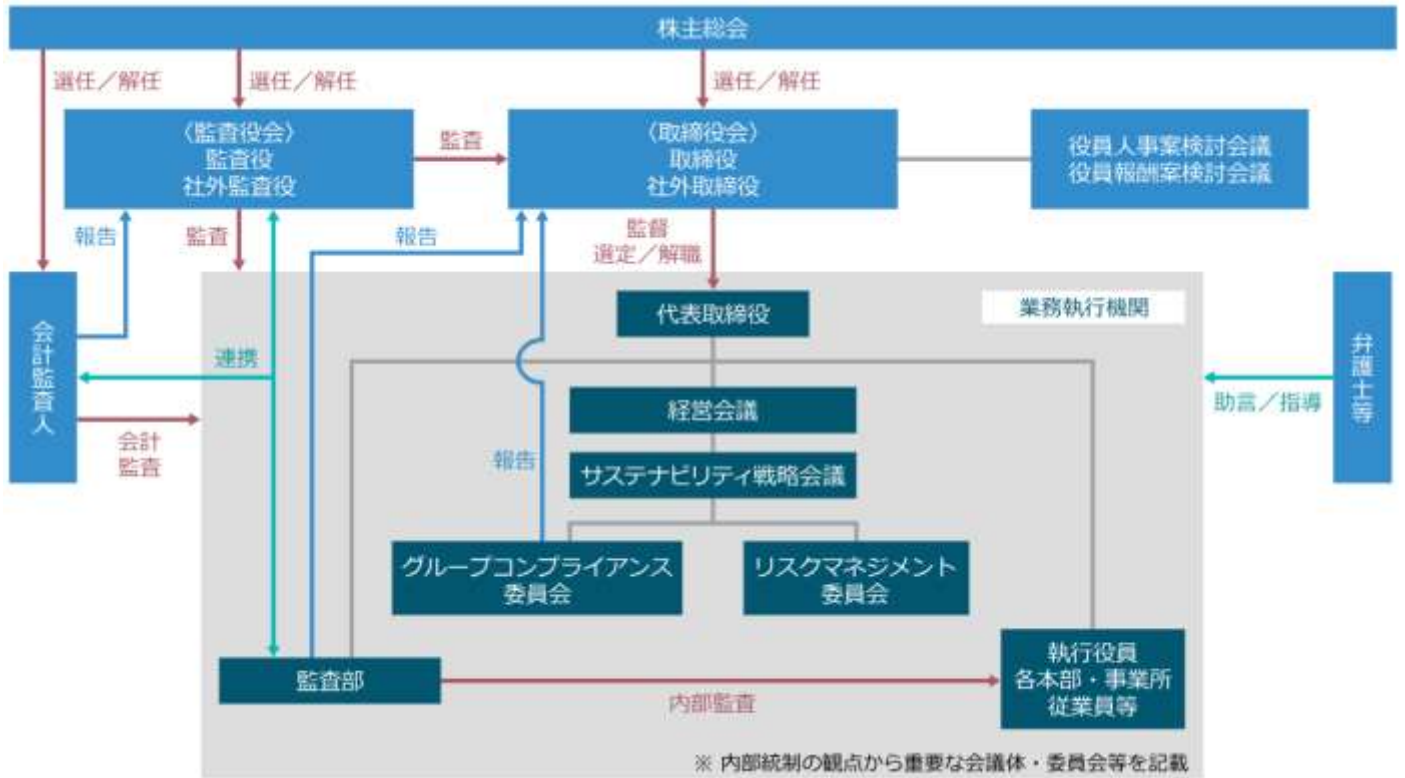 株主総会
選任／解任
選任／解任
選任／解任
〈監査役会〉
監査役
社外監査役
監査
〈取締役会〉
取締役
社外取締役
役員人事案検討会議
役員報酬案検討会議
報告
監査
報告
監督
選定／解職
会計監査人
代表取締役
業務執行機関
弁護士等
連携
経営会議
助言／指導
会計
監査
報告
サステナビリティ戦略会議
グループコンプライアンス
委員会
リスクマネジメント
委員会
監査部
内部監査
執行役員
各本部・事業所
従業員等
※ 内部統制の観点から重要な会議体・委員会等を記載